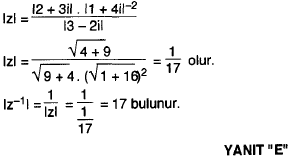 |z| = |2 + 3i| . |1 + 4i|⁻² / |3 − 2i|
|z| = √4 + 9 / √9 + 4 . (√1 + 16)² = 1/17 olur.
|z⁻¹| = 1/|z| = 1/(1/17) = 17 bulunur.
YANIT "E"